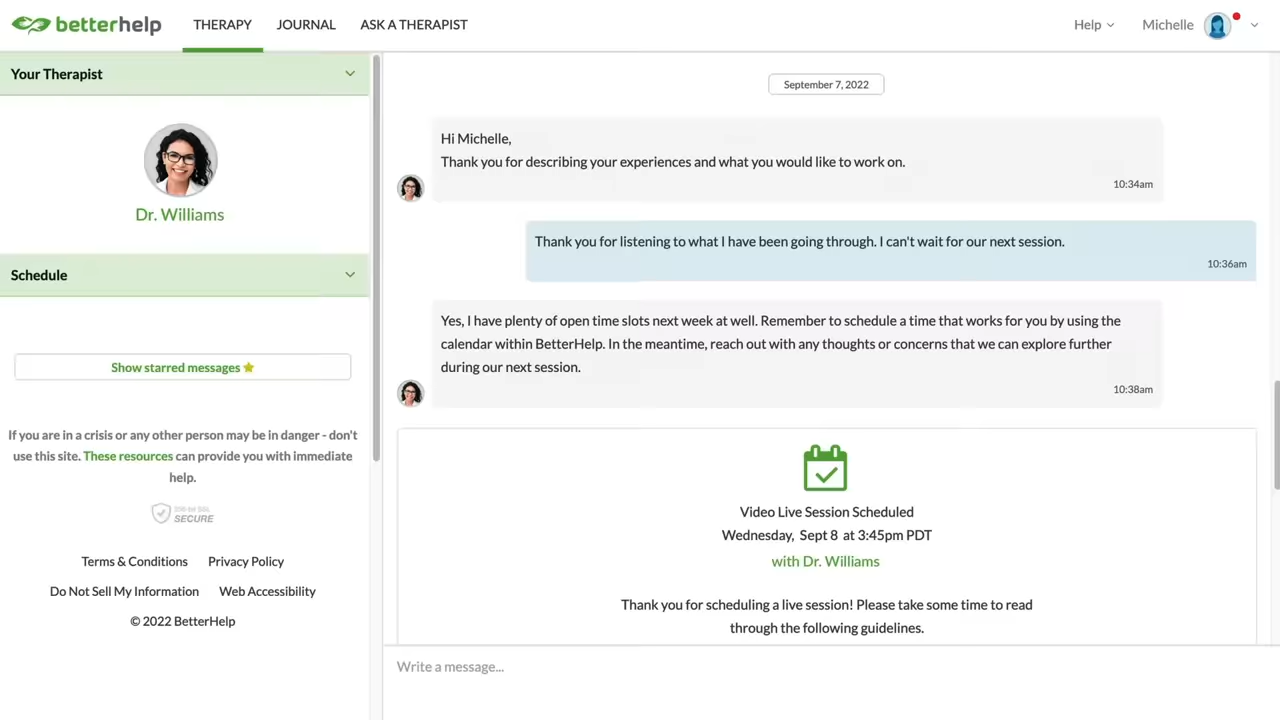 betterhelp
THERAPY
JOURNAL
ASK A THERAPIST
Help
Michelle
Your Therapist
Dr. Williams
Schedule
Show starred messages
If you are in a crisis or any other person may be in danger - don't
use this site. These resources can provide you with immediate
help.
256-bit SSL
SECURE
Terms & Conditions
Privacy Policy
Do Not Sell My Information
Web Accessibility
© 2022 BetterHelp
September 7, 2022
Hi Michelle,
Thank you for describing your experiences and what you would like to work on.
10:34am
Thank you for listening to what I have been going through. I can't wait for our next session.
10:36am
Yes, I have plenty of open time slots next week at well. Remember to schedule a time that works for you by using the
calendar within BetterHelp. In the meantime, reach out with any thoughts or concerns that we can explore further
during our next session.
10:38am
Video Live Session Scheduled
Wednesday, Sept 8 at 3:45pm PDT
with Dr. Williams
Thank you for scheduling a live session! Please take some time to read
through the following guidelines.
Write a message...